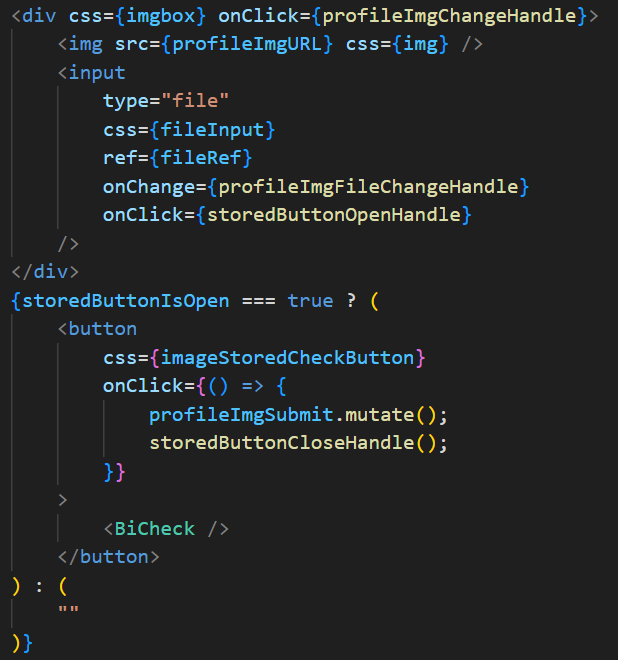 <div css={imgbox} onClick={profileImgChangeHandle}>
    <img src={profileImgURL} css={img} />
    <input
        type="file"
        css={fileInput}
        ref={fileRef}
        onChange={profileImgFileChangeHandle}
        onClick={storedButtonOpenHandle}
    />
</div>
{storedButtonIsOpen === true ? (
    <button
        css={imageStoredCheckButton}
        onClick={() => {
            profileImgSubmit.mutate();
            storedButtonCloseHandle();
        }}
    >
        <BiCheck />
    </button>
) : (
    ""
)}